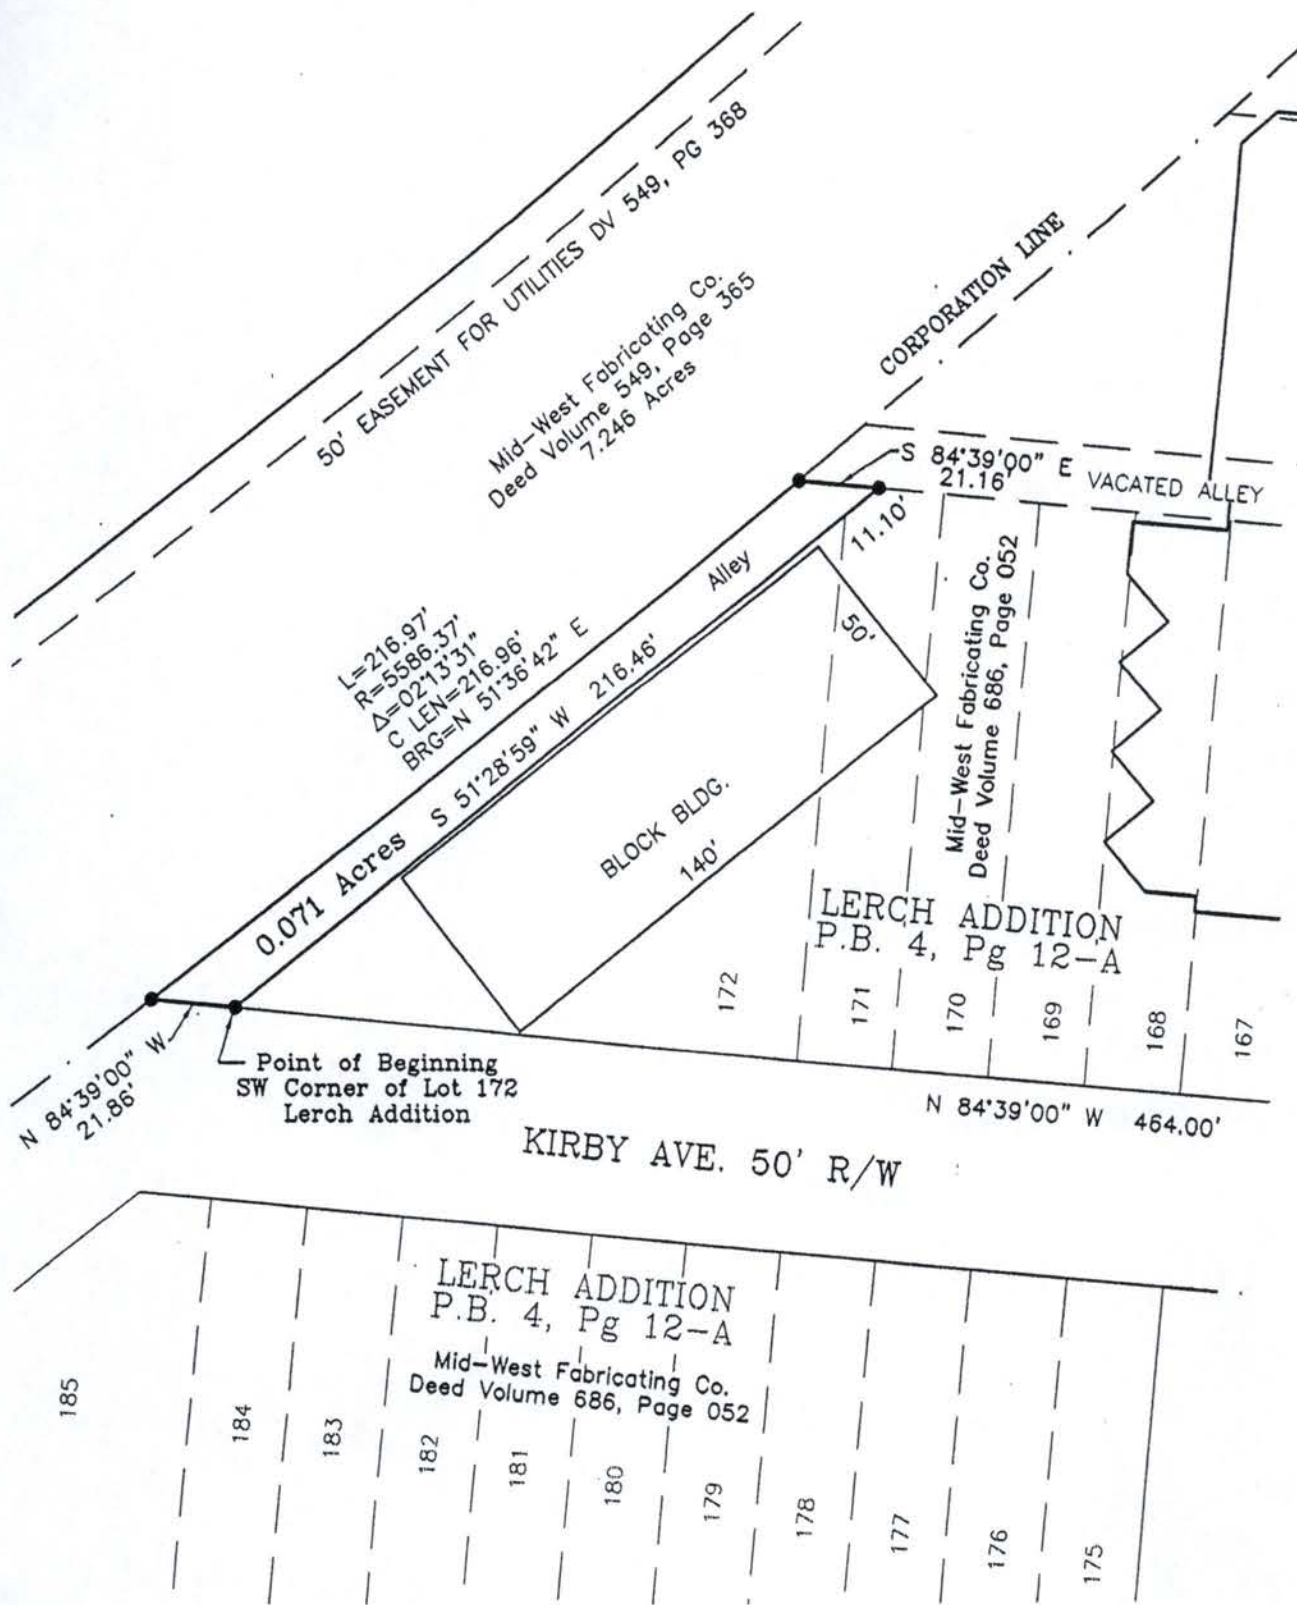 50' EASEMENT FOR UTILITIES DV 549, PG 368
Mid-West Fabricating Co.
Deed Volume 549, Page 365
7.246 Acres
CORPORATION LINE
S 84°39'00" E
21.16'
VACATED ALLEY
11.10'
Alley
50'
L=216.97'
R=5586.37'
Δ=02°13'31"
C LEN=216.96'
BRG=N 51°36'42" E
S 51°28'59" W 216.46'
0.071 Acres
BLOCK BLDG.
140'
Mid-West Fabricating Co.
Deed Volume 686, Page 052
LERCH ADDITION
P.B. 4, Pg 12-A
172
171
170
169
168
167
N 84°39'00" W
21.86'
Point of Beginning
SW Corner of Lot 172
Lerch Addition
N 84°39'00" W 464.00'
KIRBY AVE. 50' R/W
LERCH ADDITION
P.B. 4, Pg 12-A
Mid-West Fabricating Co.
Deed Volume 686, Page 052
185
184
183
182
181
180
179
178
177
176
175